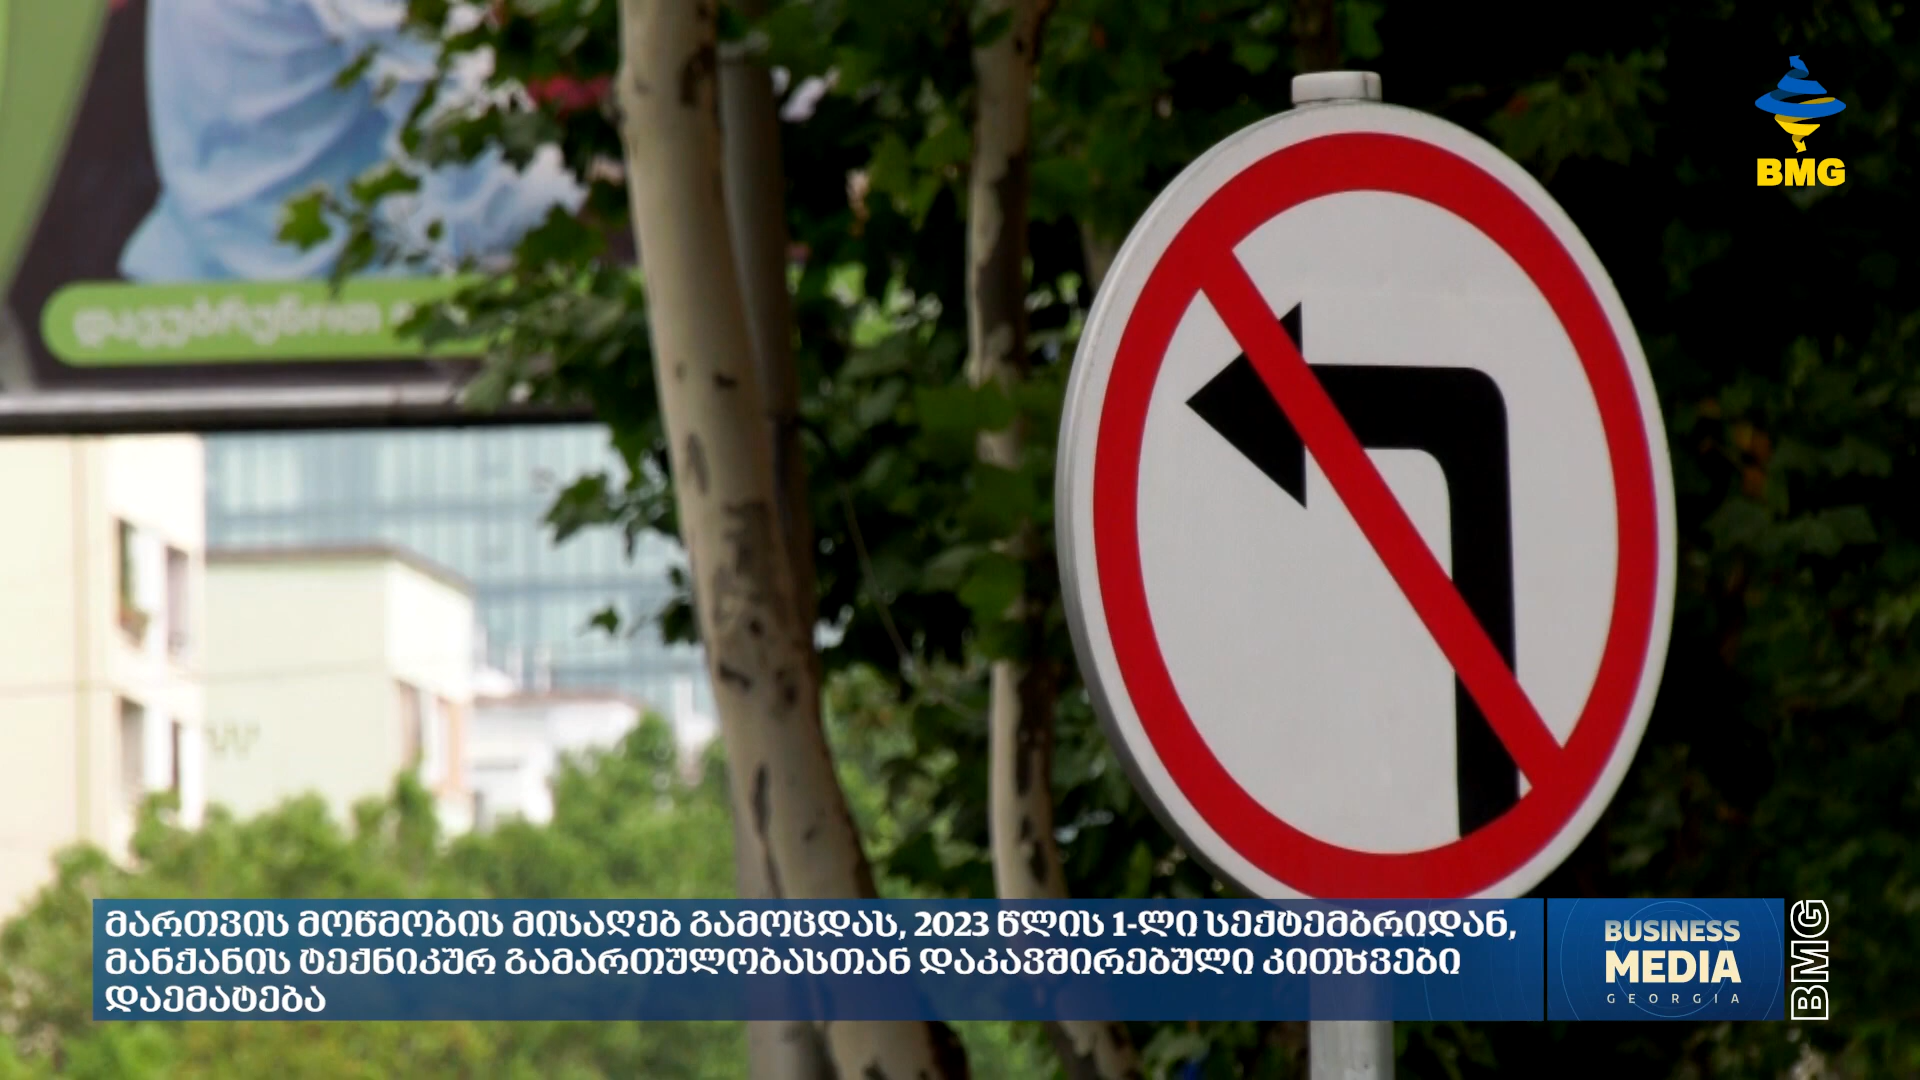 დავუბრუნოთ
BMG
ᲛᲐᲠᲗᲕᲘᲡ ᲛᲝᲬᲛᲝᲑᲘᲡ ᲛᲘᲡᲐᲦᲔᲑ ᲒᲐᲛᲝᲪᲓᲐᲡ, 2023 ᲬᲚᲘᲡ 1-ᲚᲘ ᲡᲔᲥᲢᲔᲛᲑᲠᲘᲓᲐᲜ,
ᲛᲐᲜᲥᲐᲜᲘᲡ ᲢᲔᲥᲜᲘᲙᲣᲠ ᲒᲐᲛᲐᲠᲗᲣᲚᲝᲑᲐᲡᲗᲐᲜ ᲓᲐᲙᲐᲕᲨᲘᲠᲔᲑᲣᲚᲘ ᲙᲘᲗᲮᲕᲔᲑᲘ
ᲓᲐᲔᲛᲐᲢᲔᲑᲐ
BUSINESS
MEDIA
GEORGIA
BMG